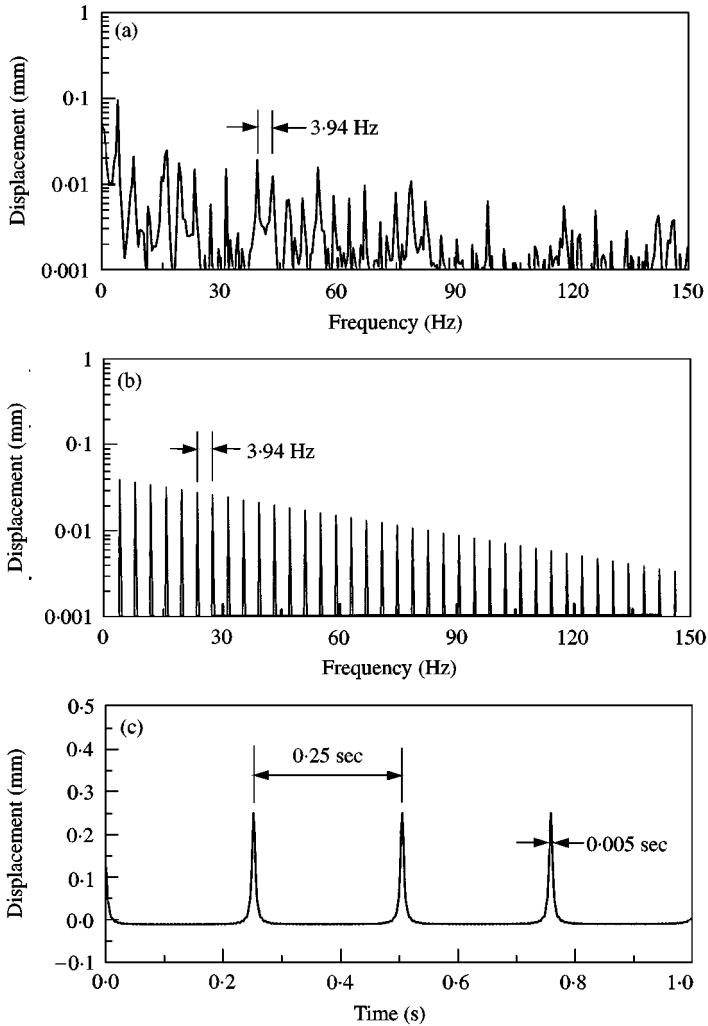 (a)
1
0·1
0·01
0·001
Displacement (mm)
3·94 Hz
0 30 60 90 120 150
Frequency (Hz)
(b)
1
0·1
0·01
0·001
Displacement (mm)
3·94 Hz
0 30 60 90 120 150
Frequency (Hz)
(c)
0·5
0·4
0·3
0·2
0·1
0·0
−0·1
Displacement (mm)
0·25 sec
0·005 sec
0·0 0·2 0·4 0·6 0·8 1·0
Time (s)